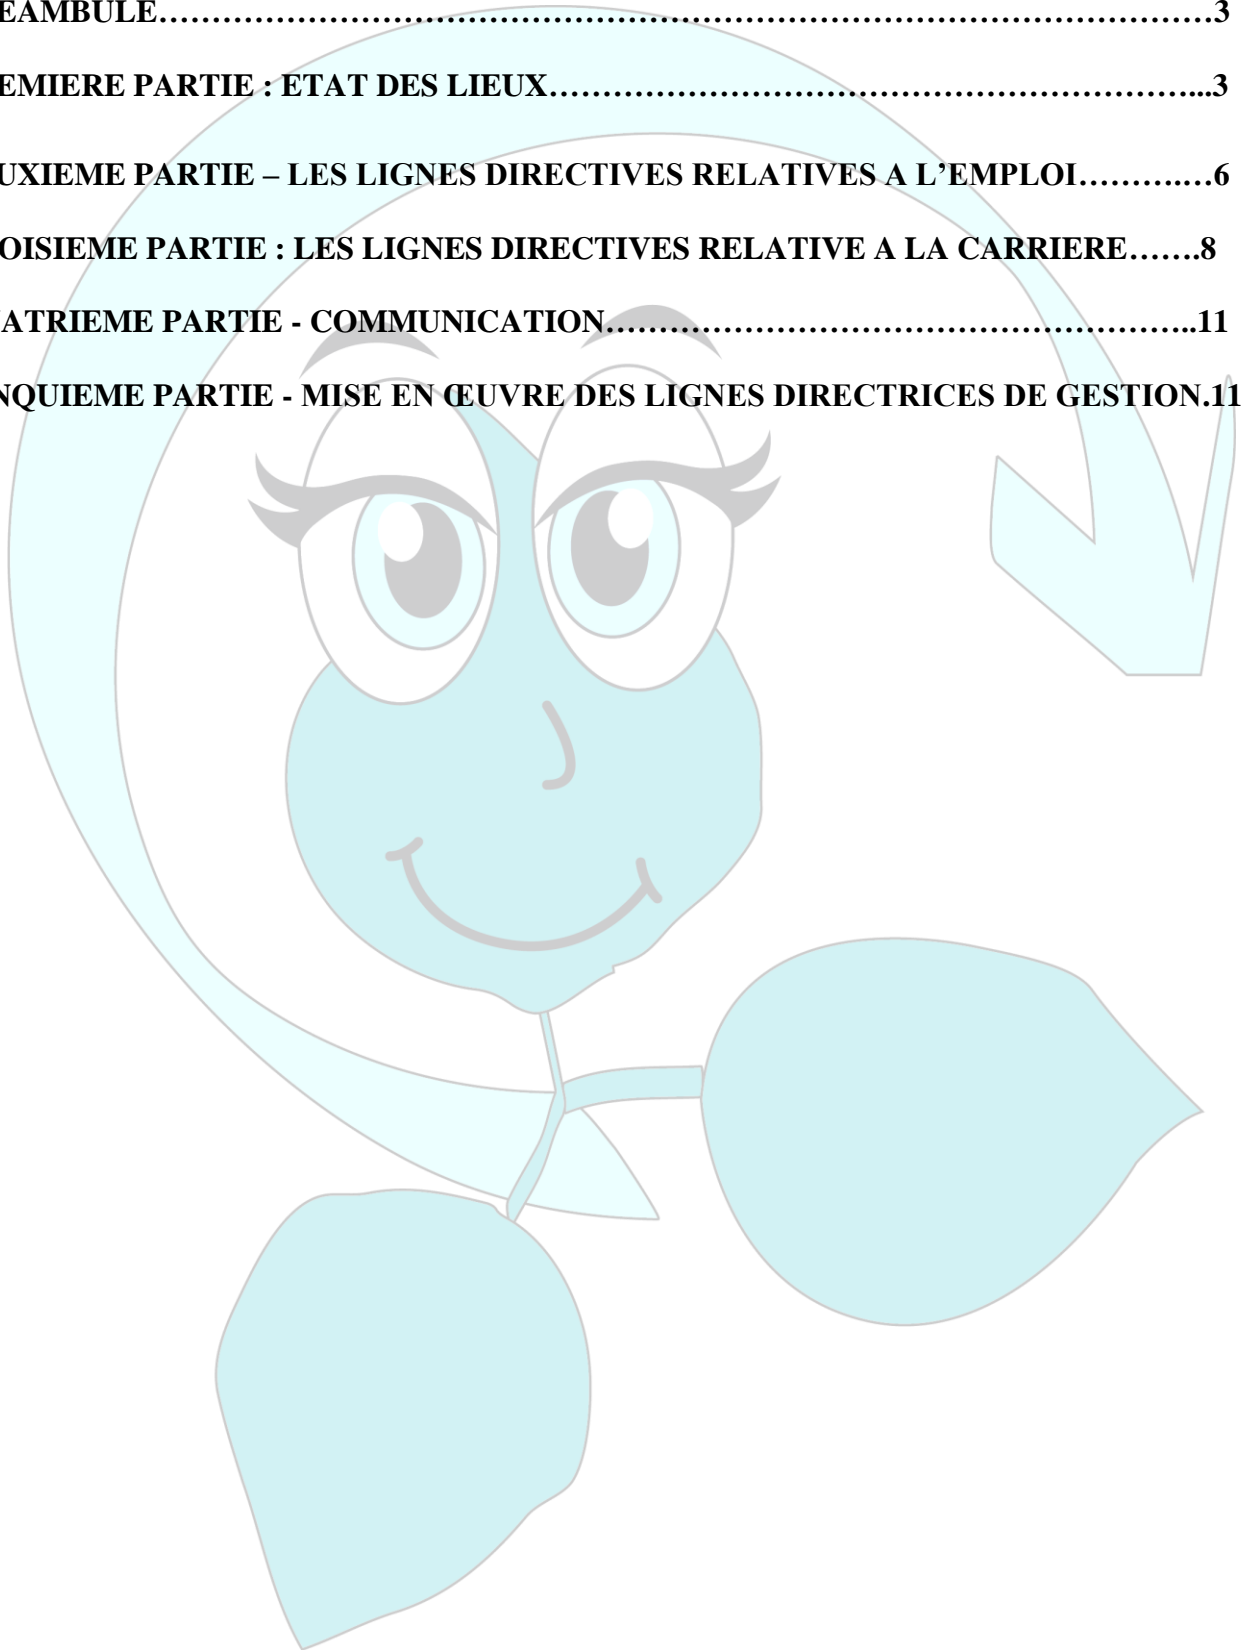 EAMBULE……………………………………………………………………………………3
EMIERE PARTIE : ETAT DES LIEUX…………………………………………………...3
UXIEME PARTIE – LES LIGNES DIRECTIVES RELATIVES A L’EMPLOI……….…6
OISIEME PARTIE : LES LIGNES DIRECTIVES RELATIVE A LA CARRIERE…….8
ATRIEME PARTIE - COMMUNICATION……………………………………………..11
NQUIEME PARTIE - MISE EN ŒUVRE DES LIGNES DIRECTRICES DE GESTION.11